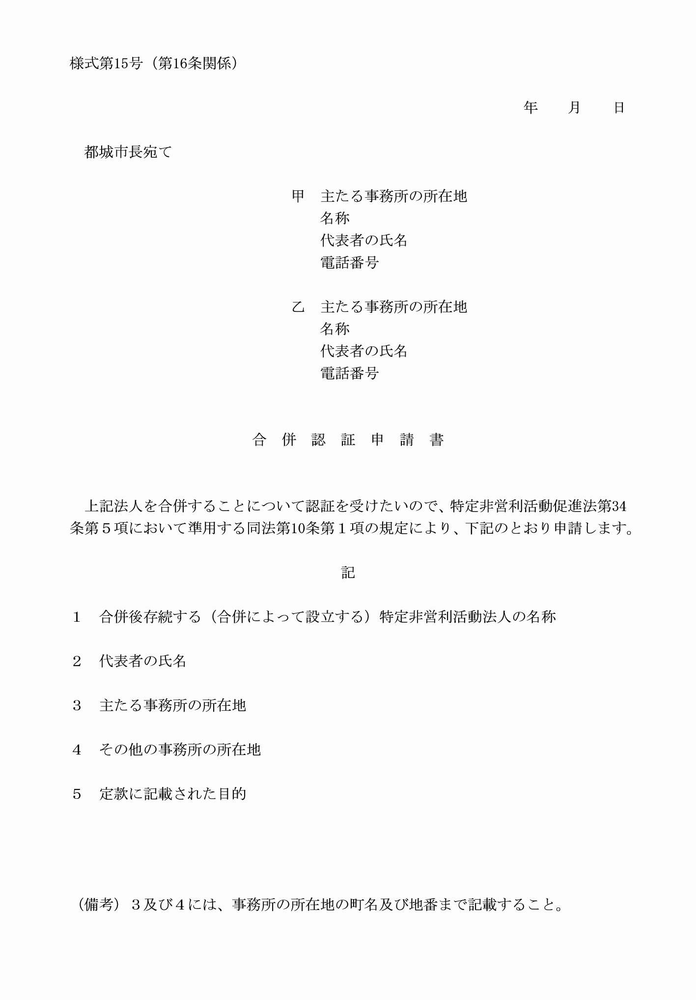 様式第15号（第16条関係）
年　　月　　日
都城市長宛て
甲　主たる事務所の所在地
名称
代表者の氏名
電話番号
乙　主たる事務所の所在地
名称
代表者の氏名
電話番号
合　併　認　証　申　請　書
上記法人を合併することについて認証を受けたいので、特定非営利活動促進法第34
条第５項において準用する同法第10条第１項の規定により、下記のとおり申請します。
記
１　合併後存続する（合併によって設立する）特定非営利活動法人の名称
２　代表者の氏名
３　主たる事務所の所在地
４　その他の事務所の所在地
５　定款に記載された目的
（備考）３及び４には、事務所の所在地の町名及び地番まで記載すること。